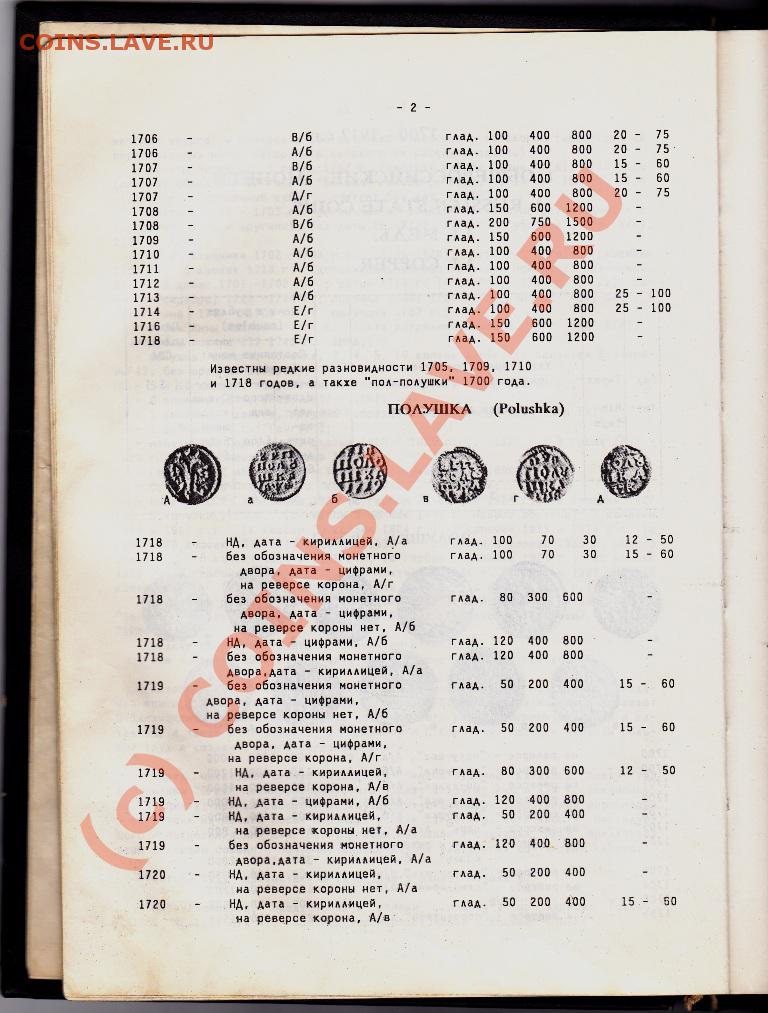 COINS.LAVE.RU
- 2 -
1706 - В/б глад. 100 400 800 20 - 75
1706 - А/б глад. 100 400 800 20 - 75
1707 - В/б глад. 100 400 800 15 - 60
1707 - А/б глад. 100 400 800 15 - 60
1707 - Д/г глад. 100 400 800 20 - 75
1708 - А/б глад. 150 600 1200 -
1708 - В/б глад. 200 750 1500 -
1709 - А/б глад. 150 600 1200 -
1710 - А/б глад. 100 400 800 -
1711 - А/б глад. 100 400 800 -
1712 - А/б глад. 100 400 800 -
1713 - А/б глад. 100 400 800 25 - 100
1714 - Е/г глад. 100 400 800 25 - 100
1716 - Е/г глад. 150 600 1200 -
1718 - Е/г глад. 150 600 1200 -
Известны редкие разновидности 1705, 1709, 1710
и 1718 годов, а также "пол-полушки" 1700 года.
ПОЛУШКА (Polushka)
А а б в г д
1718 - НД, дата - кириллицей, А/а глад. 100 70 30 12 - 50
1718 - без обозначения монетного глад. 100 70 30 15 - 60
двора, дата - цифрами,
на реверсе корона, А/г
1718 - без обозначения монетного глад. 80 300 600 -
двора, дата - цифрами,
на реверсе короны нет, А/б
1718 - НД, дата - цифрами, А/б глад. 120 400 800 -
1718 - без обозначения монетного глад. 120 400 800 -
двора,дата - кириллицей, А/а
1719 - без обозначения монетного глад. 50 200 400 15 - 60
двора, дата - цифрами,
на реверсе короны нет, А/б
1719 - без обозначения монетного глад. 50 200 400 15 - 60
двора, дата - цифрами,
на реверсе корона, А/г
1719 - НД, дата - кириллицей, глад. 80 300 600 12 - 50
на реверсе корона, А/в
1719 - НД, дата - цифрами, А/б глад. 120 400 800 -
1719 - НД, дата - кириллицей, глад. 50 200 400 -
на реверсе короны нет, А/а
1719 - без обозначения монетного глад. 120 400 800 -
двора,дата - кириллицей, А/а
1720 - НД, дата - кириллицей, глад. 50 200 400 -
на реверсе короны нет, А/а
1720 - НД, дата - кириллицей, глад. 50 200 400 15 - 60
на реверсе корона, А/в
(c) COINS.LAVE.RU